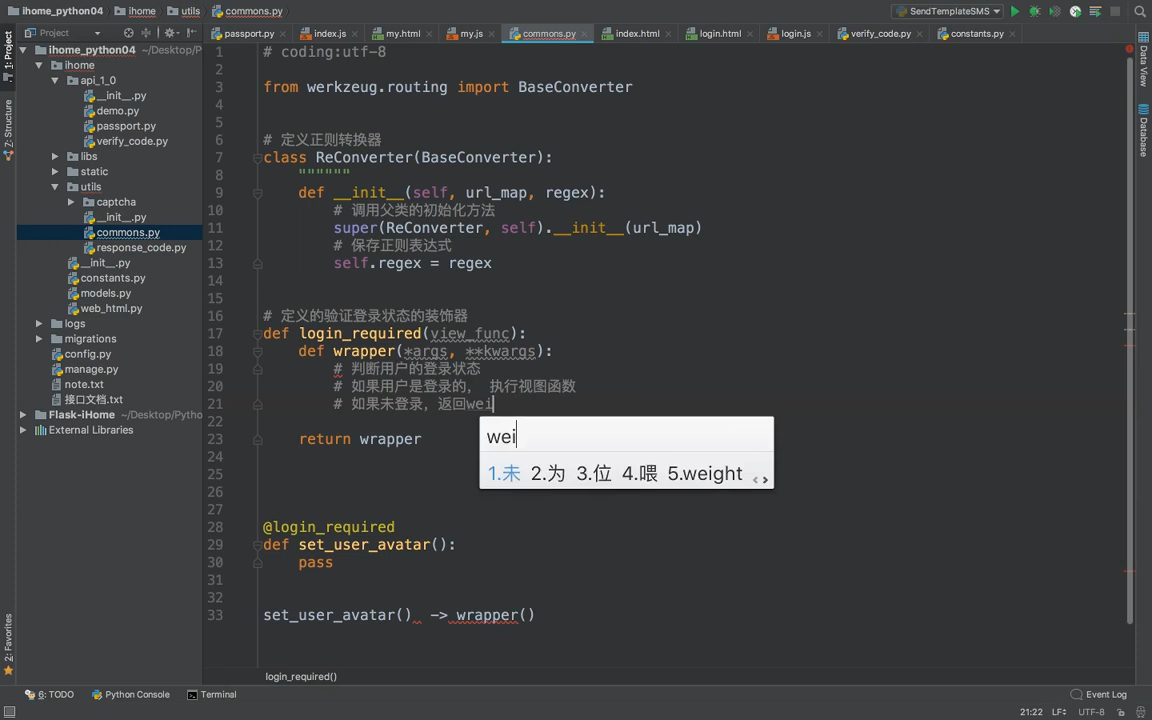 ihome_python04 ihome utils commons.py
SendTemplateSMS
Project
passport.py index.js my.html my.js commons.py index.html login.html login.js verify_code.py constants.py
1: Project
Z: Structure
2: Favorites
Data View
Database
ihome_python04 ~/Desktop/P
ihome
api_1_0
__init__.py
demo.py
passport.py
verify_code.py
libs
static
utils
captcha
__init__.py
commons.py
response_code.py
__init__.py
constants.py
models.py
web_html.py
logs
migrations
config.py
manage.py
note.txt
接口文档.txt
Flask-iHome ~/Desktop/Pytho
External Libraries
1 # coding:utf-8
2
3 from werkzeug.routing import BaseConverter
4
5
6 # 定义正则转换器
7 class ReConverter(BaseConverter):
8 """"""
9 def __init__(self, url_map, regex):
10 # 调用父类的初始化方法
11 super(ReConverter, self).__init__(url_map)
12 # 保存正则表达式
13 self.regex = regex
14
15
16 # 定义的验证登录状态的装饰器
17 def login_required(view_func):
18 def wrapper(*args, **kwargs):
19 # 判断用户的登录状态
20 # 如果用户是登录的， 执行视图函数
21 # 如果未登录，返回wei
22
23 return wrapper
24
25
26
27
28 @login_required
29 def set_user_avatar():
30 pass
31
32
33 set_user_avatar() -> wrapper()
wei
1.未 2.为 3.位 4.喂 5.weight
login_required()
6: TODO Python Console Terminal Event Log
21:22 LF UTF-8